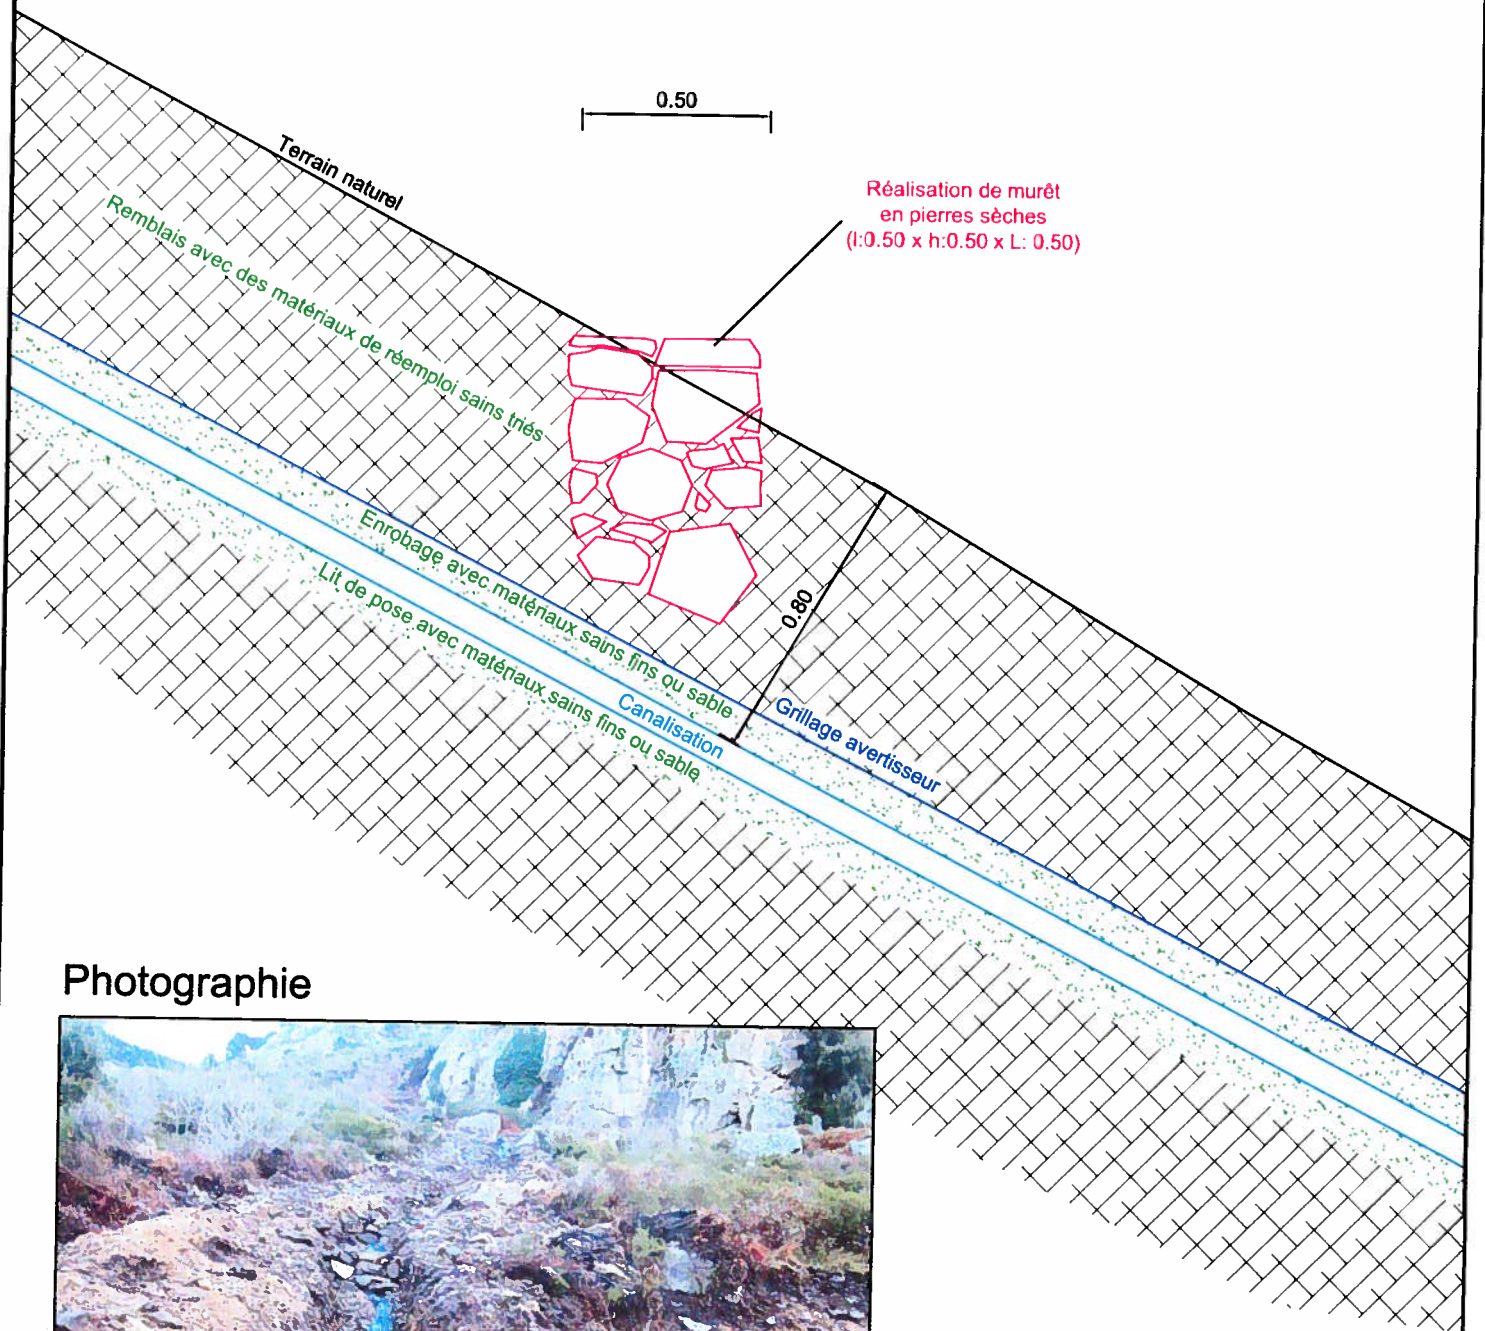 0.50
Terrain naturel
Réalisation de murêt
en pierres sèches
(l:0.50 x h:0.50 x L: 0.50)
Remblais avec des matériaux de réemploi sains triés
Enrobage avec matériaux sains fins ou sable
Lit de pose avec matériaux sains fins ou sable
Canalisation
0.80
Grillage avertisseur
Photographie